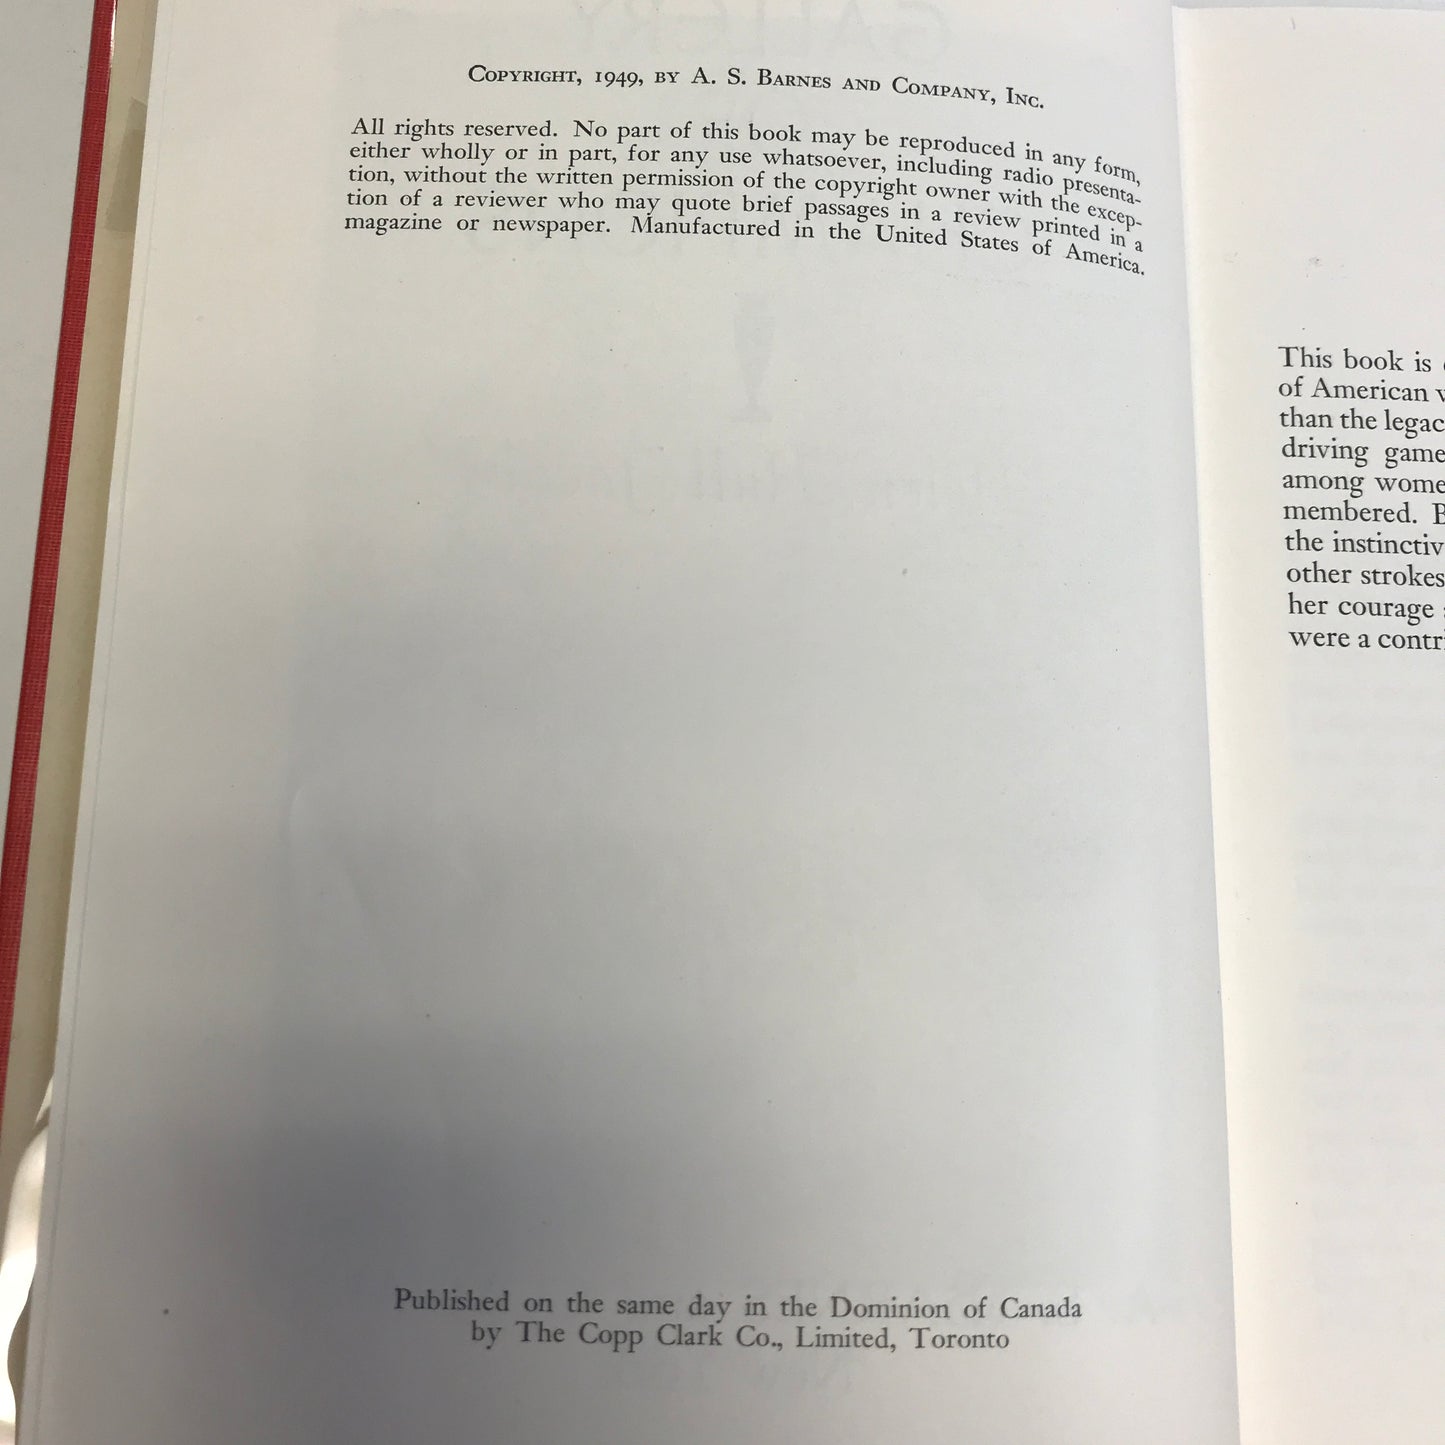 COPYRIGHT, 1949, BY A. S. BARNES AND COMPANY, INC.
All rights reserved. No part of this book may be reproduced in any form,
either wholly or in part, for any use whatsoever, including radio presenta-
tion, without the written permission of the copyright owner with the excep-
tion of a reviewer who may quote brief passages in a review printed in a
magazine or newspaper. Manufactured in the United States of America.
Published on the same day in the Dominion of Canada
by The Copp Clark Co., Limited, Toronto
This book is
of American
than the
driving
among
membered.
the
other strokes
her courage
were a